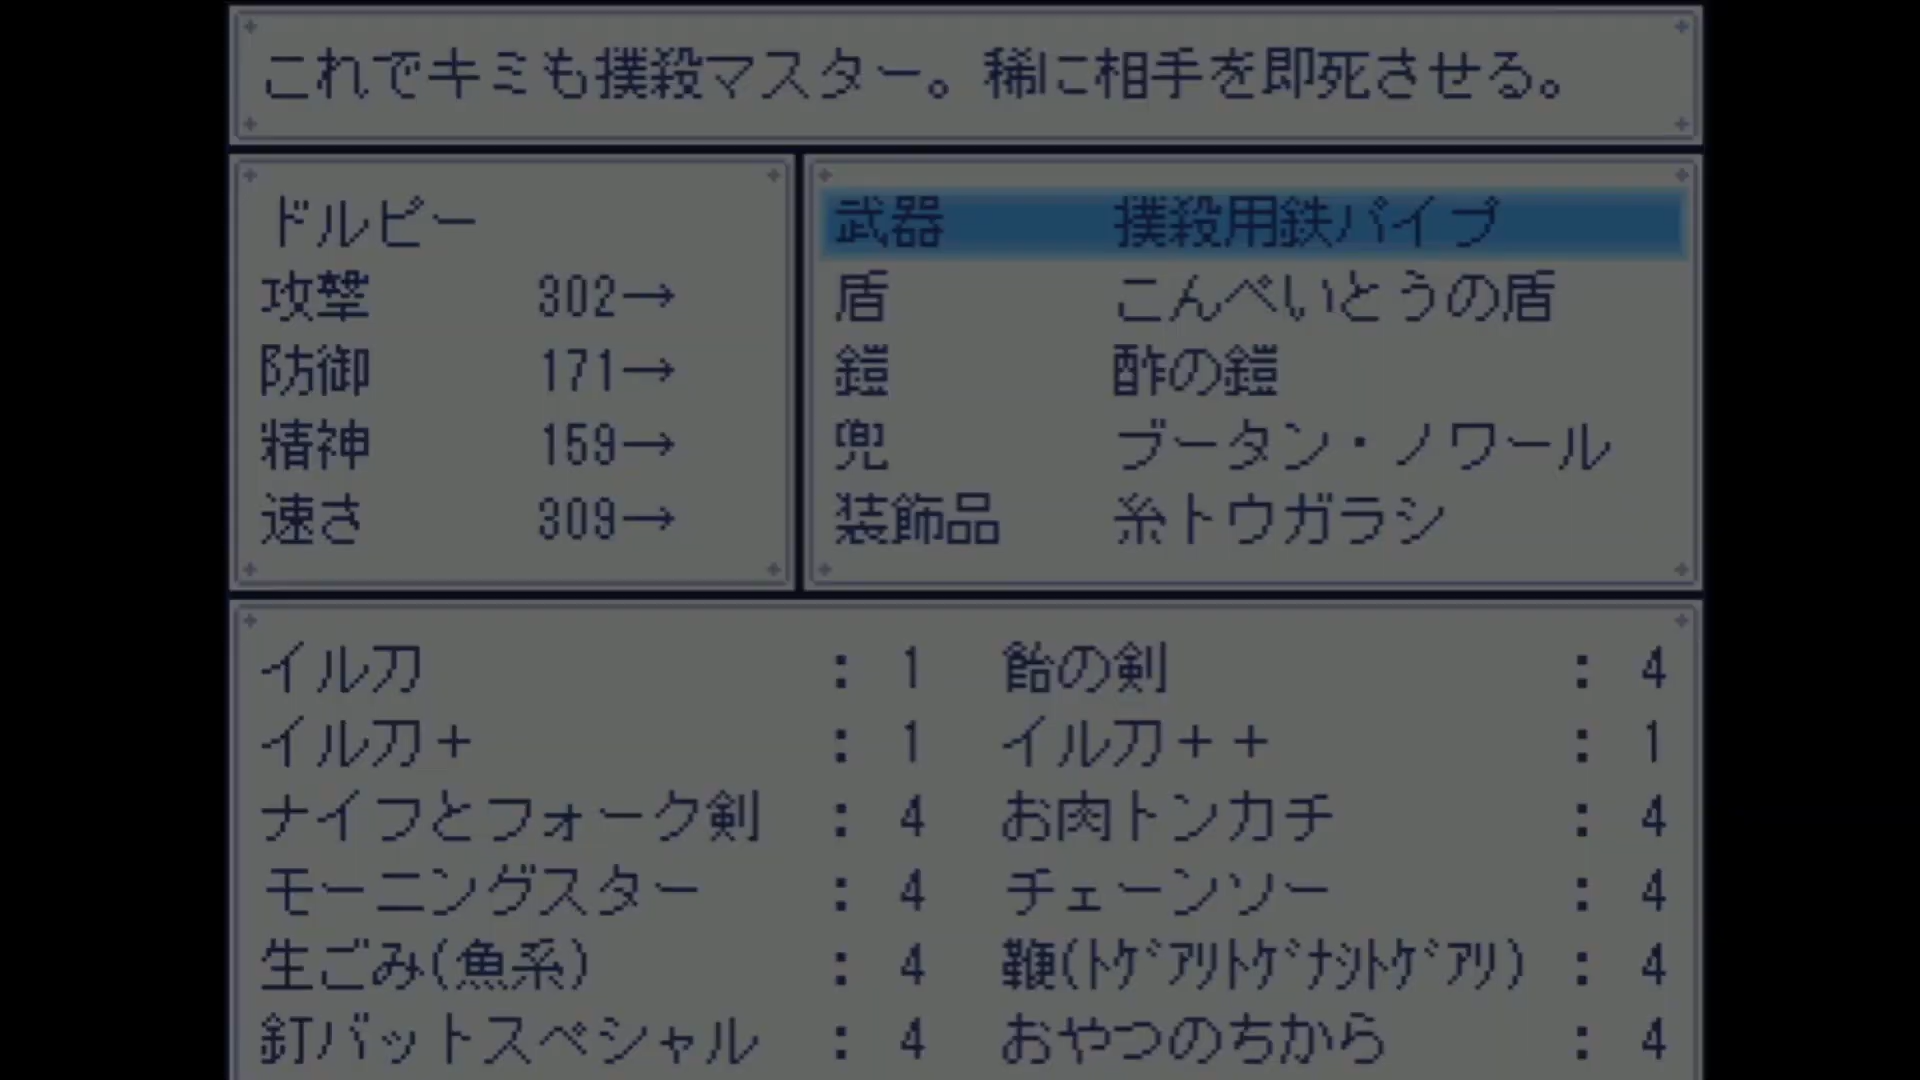 これでキミも撲殺マスター。稀に相手を即死させる。
ドルピー
攻撃 302→
防御 171→
精神 159→
速さ 309→
武器 撲殺用鉄パイプ
盾 こんぺいとうの盾
鎧 酢の鎧
兜 ブータン・ノワール
装飾品 糸トウガラシ
イル刀 : 1 飴の剣 : 4
イル刀+ : 1 イル刀++ : 1
ナイフとフォーク剣 : 4 お肉トンカチ : 4
モーニングスター : 4 チェーンソー : 4
生ごみ(魚系) : 4 鞭(ﾄｹﾞｱﾘﾄｹﾞﾅｼﾄｹﾞｱﾘ) : 4
釘バットスペシャル : 4 おやつのちから : 4